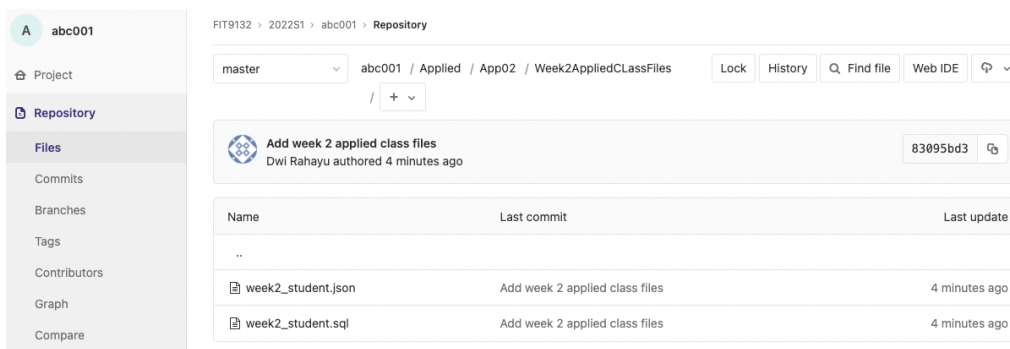 A abc001
Project
Repository
Files
Commits
Branches
Tags
Contributors
Graph
Compare
FIT9132 > 2022S1 > abc001 > Repository
master abc001 / Applied / App02 / Week2AppliedCLassFiles Lock History Find file Web IDE
/ +
Add week 2 applied class files
Dwi Rahayu authored 4 minutes ago 83095bd3
Name Last commit Last update
..
week2_student.json Add week 2 applied class files 4 minutes ago
week2_student.sql Add week 2 applied class files 4 minutes ago